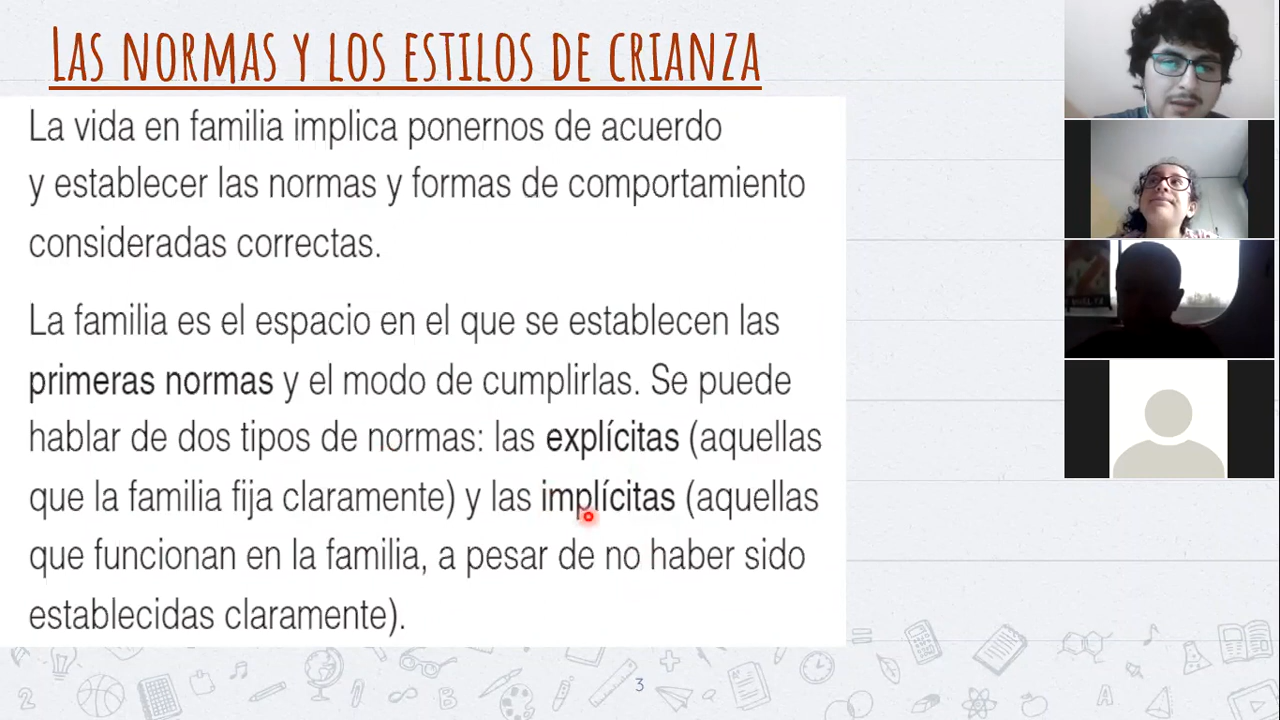 LAS NORMAS Y LOS ESTILOS DE CRIANZA
La vida en familia implica ponernos de acuerdo
y establecer las normas y formas de comportamiento
consideradas correctas.
La familia es el espacio en el que se establecen las
primeras normas y el modo de cumplirlas. Se puede
hablar de dos tipos de normas: las explícitas (aquellas
que la familia fija claramente) y las implícitas (aquellas
que funcionan en la familia, a pesar de no haber sido
establecidas claramente).
3